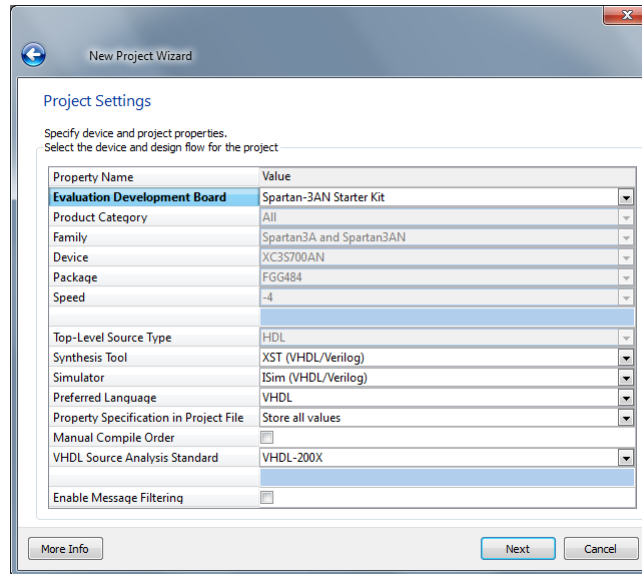 New Project Wizard
Project Settings
Specify device and project properties.
Select the device and design flow for the project
Property Name Value
Evaluation Development Board Spartan-3AN Starter Kit
Product Category All
Family Spartan3A and Spartan3AN
Device XC3S700AN
Package FGG484
Speed -4
Top-Level Source Type HDL
Synthesis Tool XST (VHDL/Verilog)
Simulator ISim (VHDL/Verilog)
Preferred Language VHDL
Property Specification in Project File Store all values
Manual Compile Order
VHDL Source Analysis Standard VHDL-200X
Enable Message Filtering
More Info Next Cancel